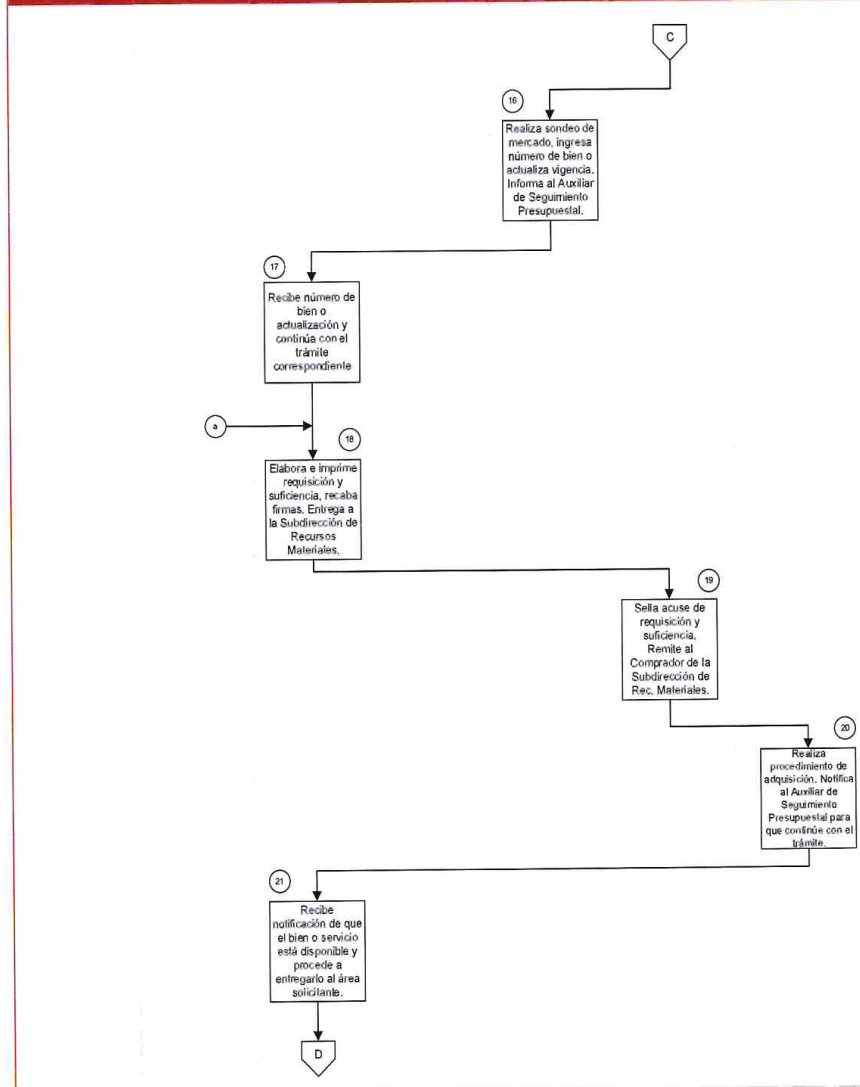 C
16
Realiza sondeo de
mercado, ingresa
número de bien o
actualiza vigencia.
Informa al Auxiliar
de Seguimiento
Presupuestal.
17
Recibe número de
bien o
actualización y
continúa con el
trámite
correspondiente
a
18
Elabora e imprime
requisición y
suficiencia, recaba
firmas. Entrega a
la Subdirección de
Recursos
Materiales.
19
Sella acuse de
requisición y
suficiencia.
Remite al
Comprador de la
Subdirección de
Rec. Materiales.
20
Realiza
procedimiento de
adquisición. Notifica
al Auxiliar de
Seguimiento
Presupuestal para
que continúe con el
trámite.
21
Recibe
notificación de que
el bien o servicio
está disponible y
procede a
entregarlo al área
solicitante.
D